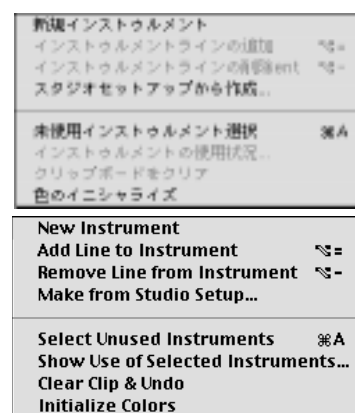 新規インストゥルメント
インストゥルメントラインの追加 ⌥=
インストゥルメントラインの削除ent ⌥-
スタジオセットアップから作成...
未使用インストゥルメント選択 ⌘A
インストゥルメントの使用状況...
クリップボードをクリア
色のイニシャライズ
New Instrument
Add Line to Instrument ⌥=
Remove Line from Instrument ⌥-
Make from Studio Setup...
Select Unused Instruments ⌘A
Show Use of Selected Instruments...
Clear Clip & Undo
Initialize Colors